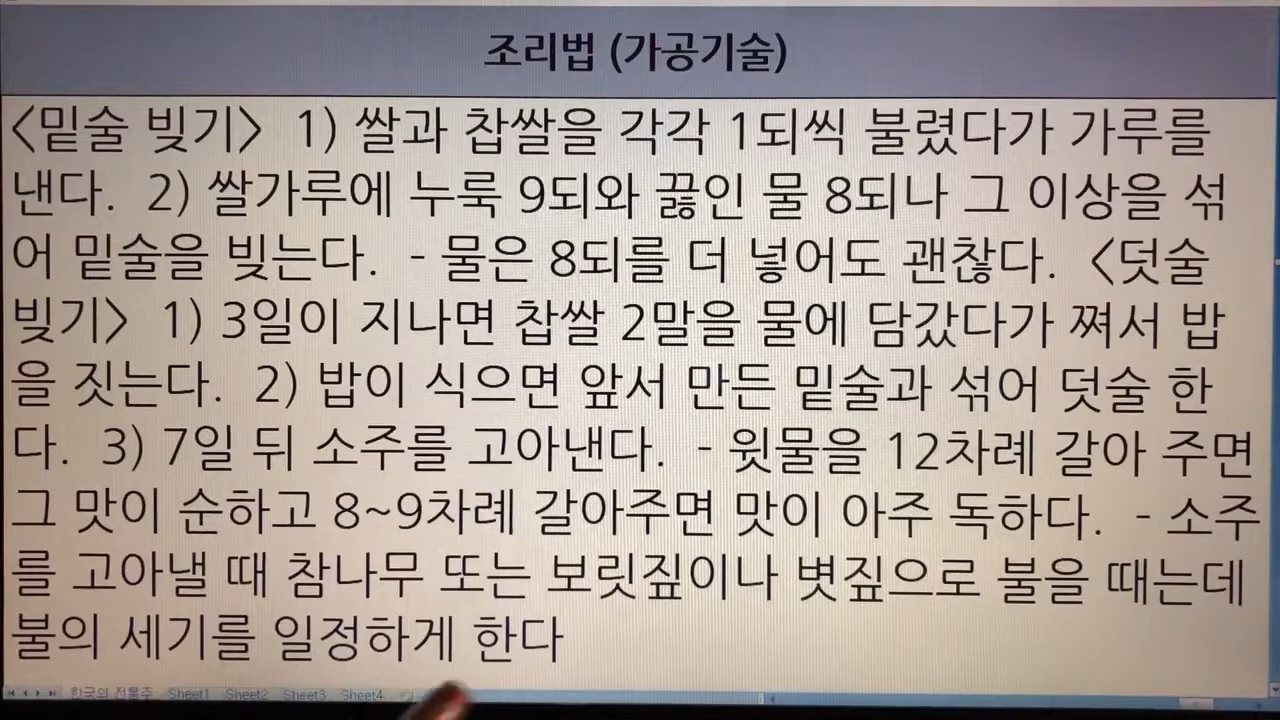 조리법 (가공기술)
<밑술 빚기> 1) 쌀과 찹쌀을 각각 1되씩 불렸다가 가루를
낸다. 2) 쌀가루에 누룩 9되와 끓인 물 8되나 그 이상을 섞
어 밑술을 빚는다. - 물은 8되를 더 넣어도 괜찮다. <덧술
빚기> 1) 3일이 지나면 찹쌀 2말을 물에 담갔다가 쪄서 밥
을 짓는다. 2) 밥이 식으면 앞서 만든 밑술과 섞어 덧술 한
다. 3) 7일 뒤 소주를 고아낸다. - 윗물을 12차례 갈아 주면
그 맛이 순하고 8~9차례 갈아주면 맛이 아주 독하다. - 소주
를 고아낼 때 참나무 또는 보릿짚이나 볏짚으로 불을 때는데
불의 세기를 일정하게 한다
한국의 전통주 Sheet1 Sheet2 Sheet3 Sheet4